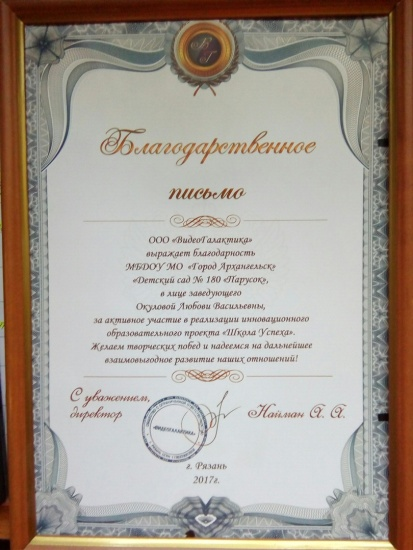 ВГ
Благодарственное
письмо
ООО «ВидеоГалактика»
выражает благодарность
МБДОУ МО «Город Архангельск»
«Детский сад № 180 «Парусок»,
в лице заведующего
Окуловой Любови Васильевны,
за активное участие в реализации инновационного
образовательного проекта «Школа Успеха».
Желаем творческих побед и надеемся на дальнейшее
взаимовыгодное развитие наших отношений!
С уважением,
директор
Найман А. А.
«ВИДЕОГАЛАКТИКА»
г. Рязань
2017г.